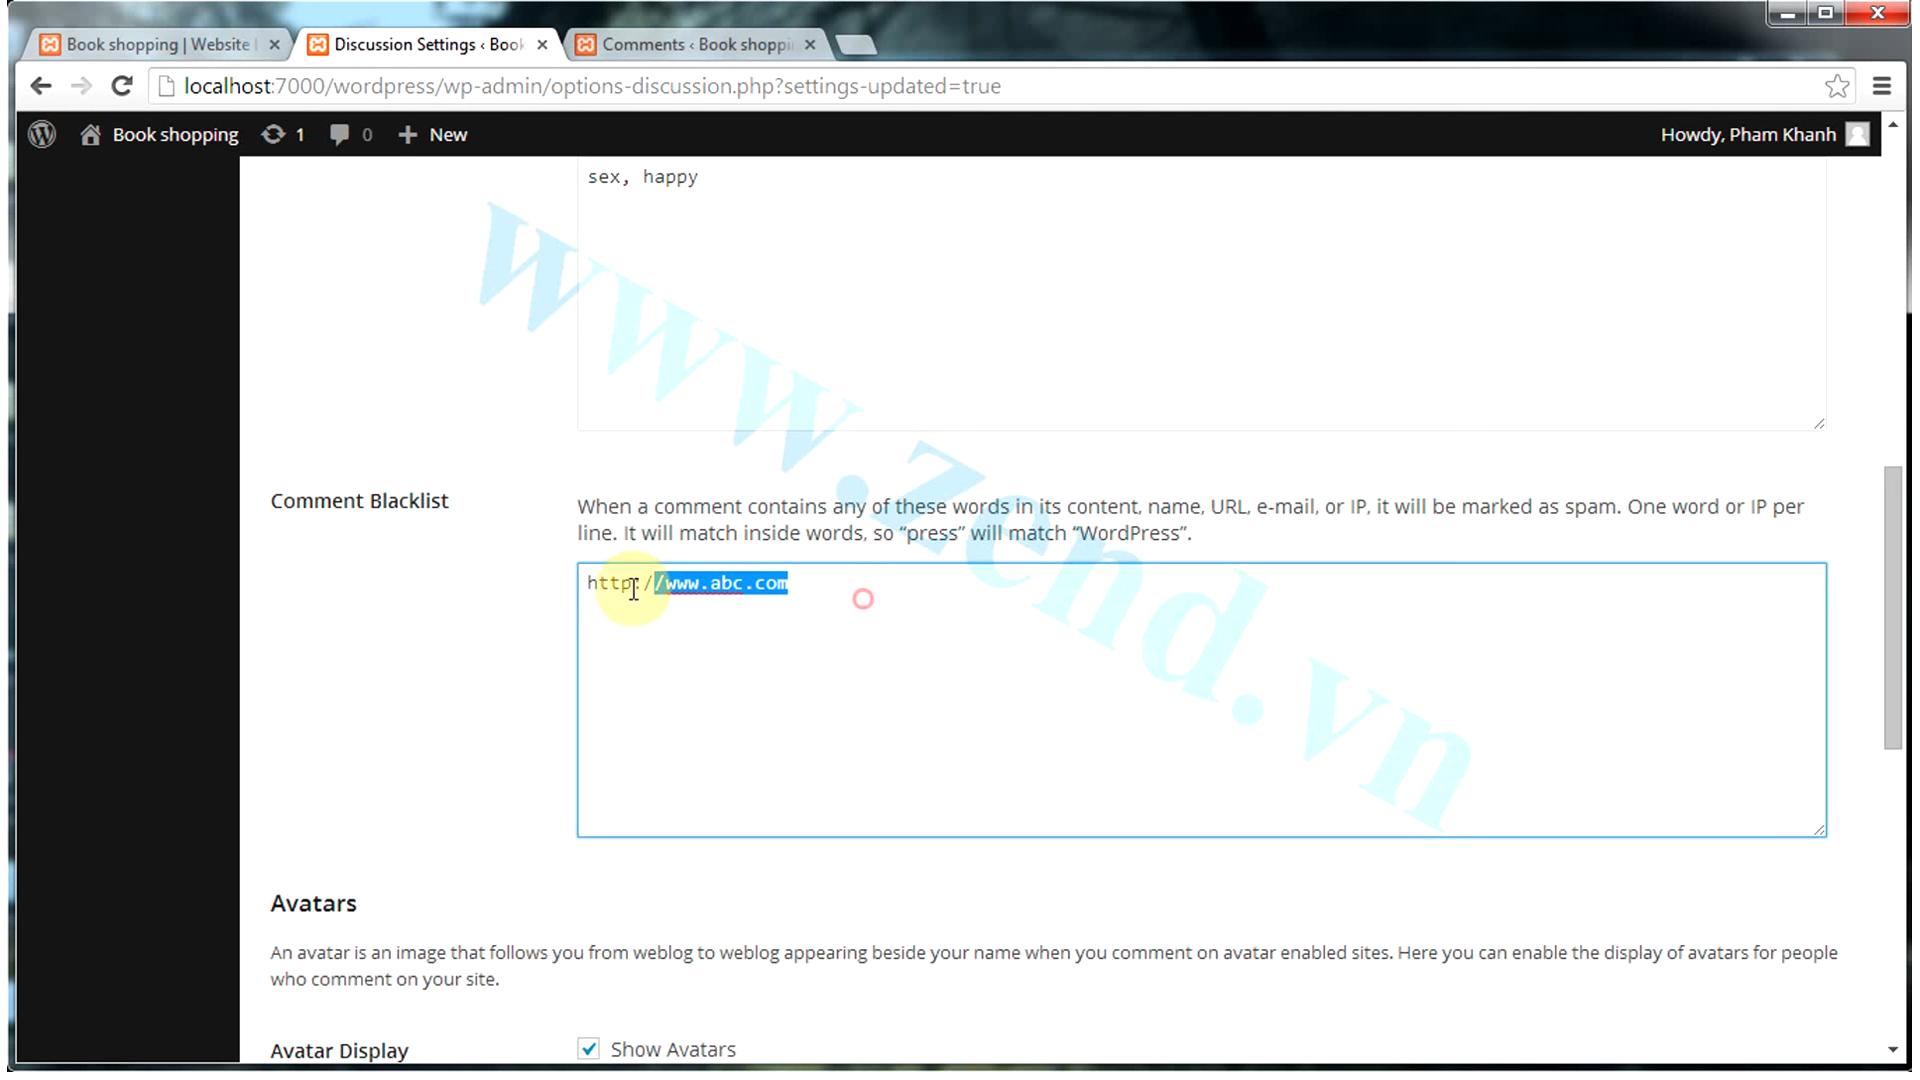 Book shopping | Website
Discussion Settings ‹ Book
Comments ‹ Book shoppi
localhost:7000/wordpress/wp-admin/options-discussion.php?settings-updated=true
Book shopping 1 0 + New
Howdy, Pham Khanh
sex, happy
www.zend.vn
Comment Blacklist
When a comment contains any of these words in its content, name, URL, e-mail, or IP, it will be marked as spam. One word or IP per
line. It will match inside words, so “press” will match “WordPress”.
http://www.abc.com
Avatars
An avatar is an image that follows you from weblog to weblog appearing beside your name when you comment on avatar enabled sites. Here you can enable the display of avatars for people
who comment on your site.
Avatar Display
Show Avatars